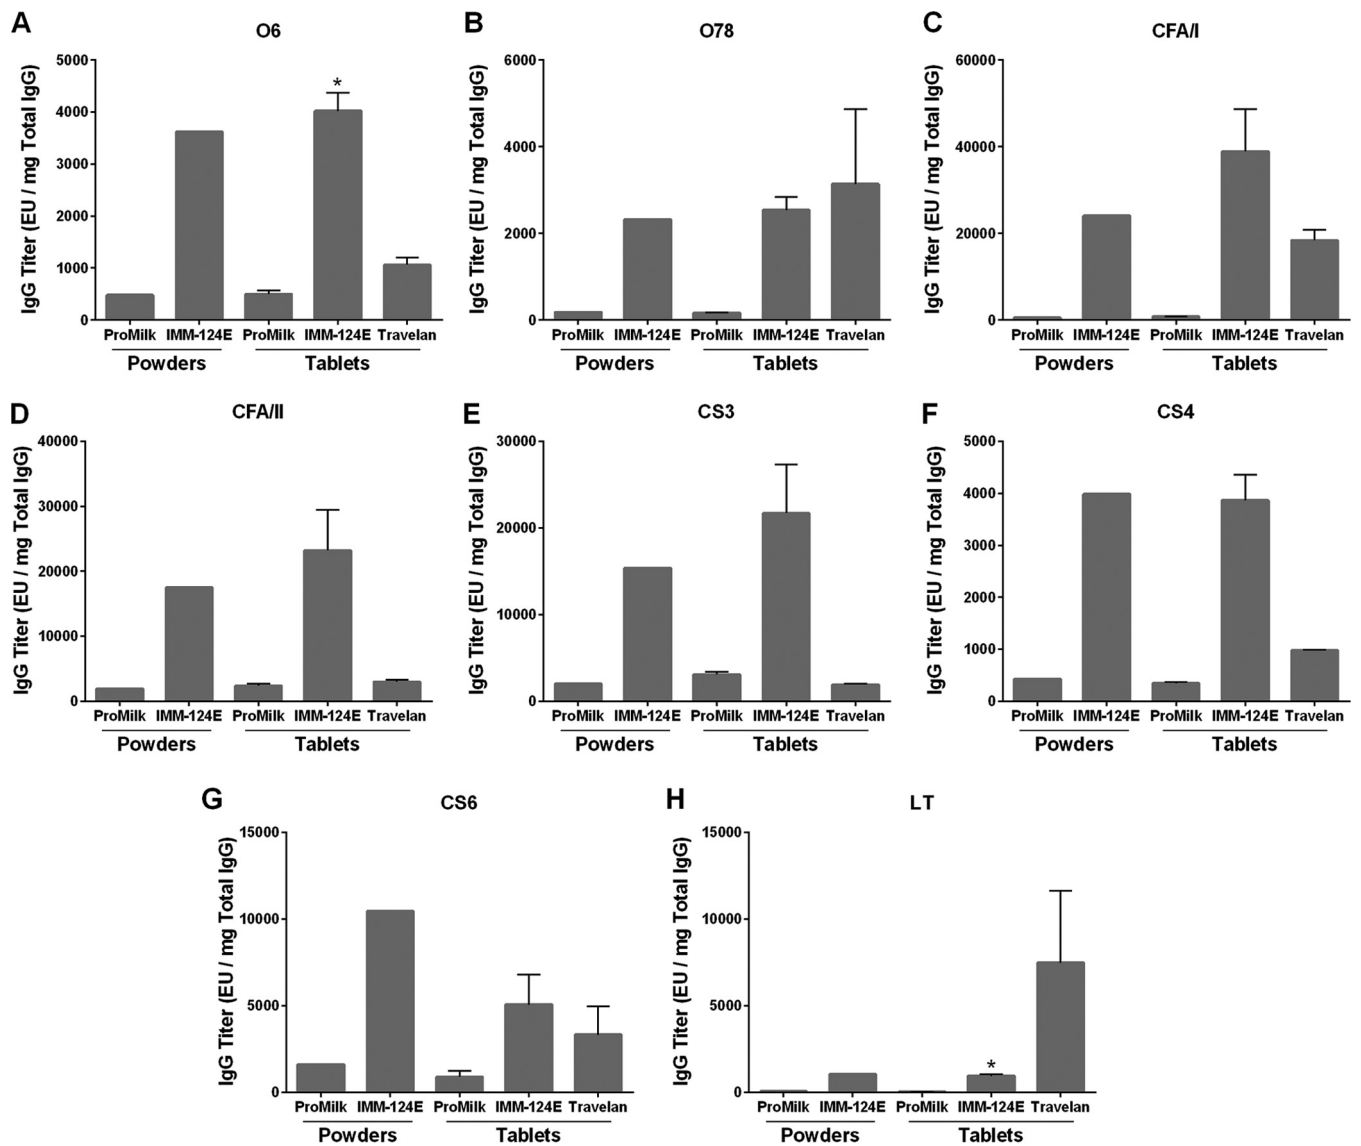 A
O6
IgG Titer (EU / mg Total IgG)
5000
4000
3000
2000
1000
0
*
ProMilk IMM-124E ProMilk IMM-124E Travelan
Powders Tablets
B
O78
IgG Titer (EU / mg Total IgG)
6000
4000
2000
0
ProMilk IMM-124E ProMilk IMM-124E Travelan
Powders Tablets
C
CFA/I
IgG Titer (EU / mg Total IgG)
60000
40000
20000
0
ProMilk IMM-124E ProMilk IMM-124E Travelan
Powders Tablets
D
CFA/II
IgG Titer (EU / mg Total IgG)
40000
30000
20000
10000
0
ProMilk IMM-124E ProMilk IMM-124E Travelan
Powders Tablets
E
CS3
IgG Titer (EU / mg Total IgG)
30000
20000
10000
0
ProMilk IMM-124E ProMilk IMM-124E Travelan
Powders Tablets
F
CS4
IgG Titer (EU / mg Total IgG)
5000
4000
3000
2000
1000
0
ProMilk IMM-124E ProMilk IMM-124E Travelan
Powders Tablets
G
CS6
IgG Titer (EU / mg Total IgG)
15000
10000
5000
0
ProMilk IMM-124E ProMilk IMM-124E Travelan
Powders Tablets
H
LT
IgG Titer (EU / mg Total IgG)
15000
10000
5000
0
*
ProMilk IMM-124E ProMilk IMM-124E Travelan
Powders Tablets